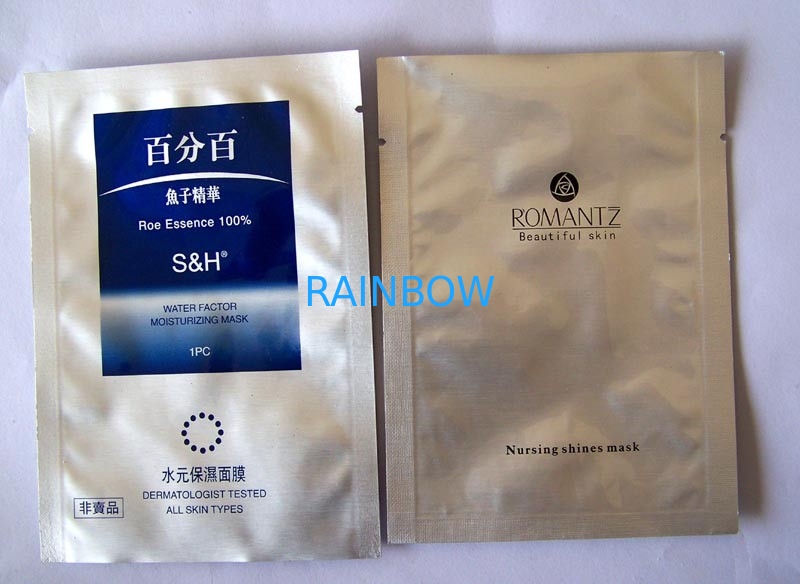 百分百
魚子精華
Roe Essence 100%
S&H®
WATER FACTOR
MOISTURIZING MASK
1PC
水元保濕面膜
非賣品
DERMATOLOGIST TESTED
ALL SKIN TYPES
RAINBOW
ROMANTZ
Beautiful skin
Nursing shines mask